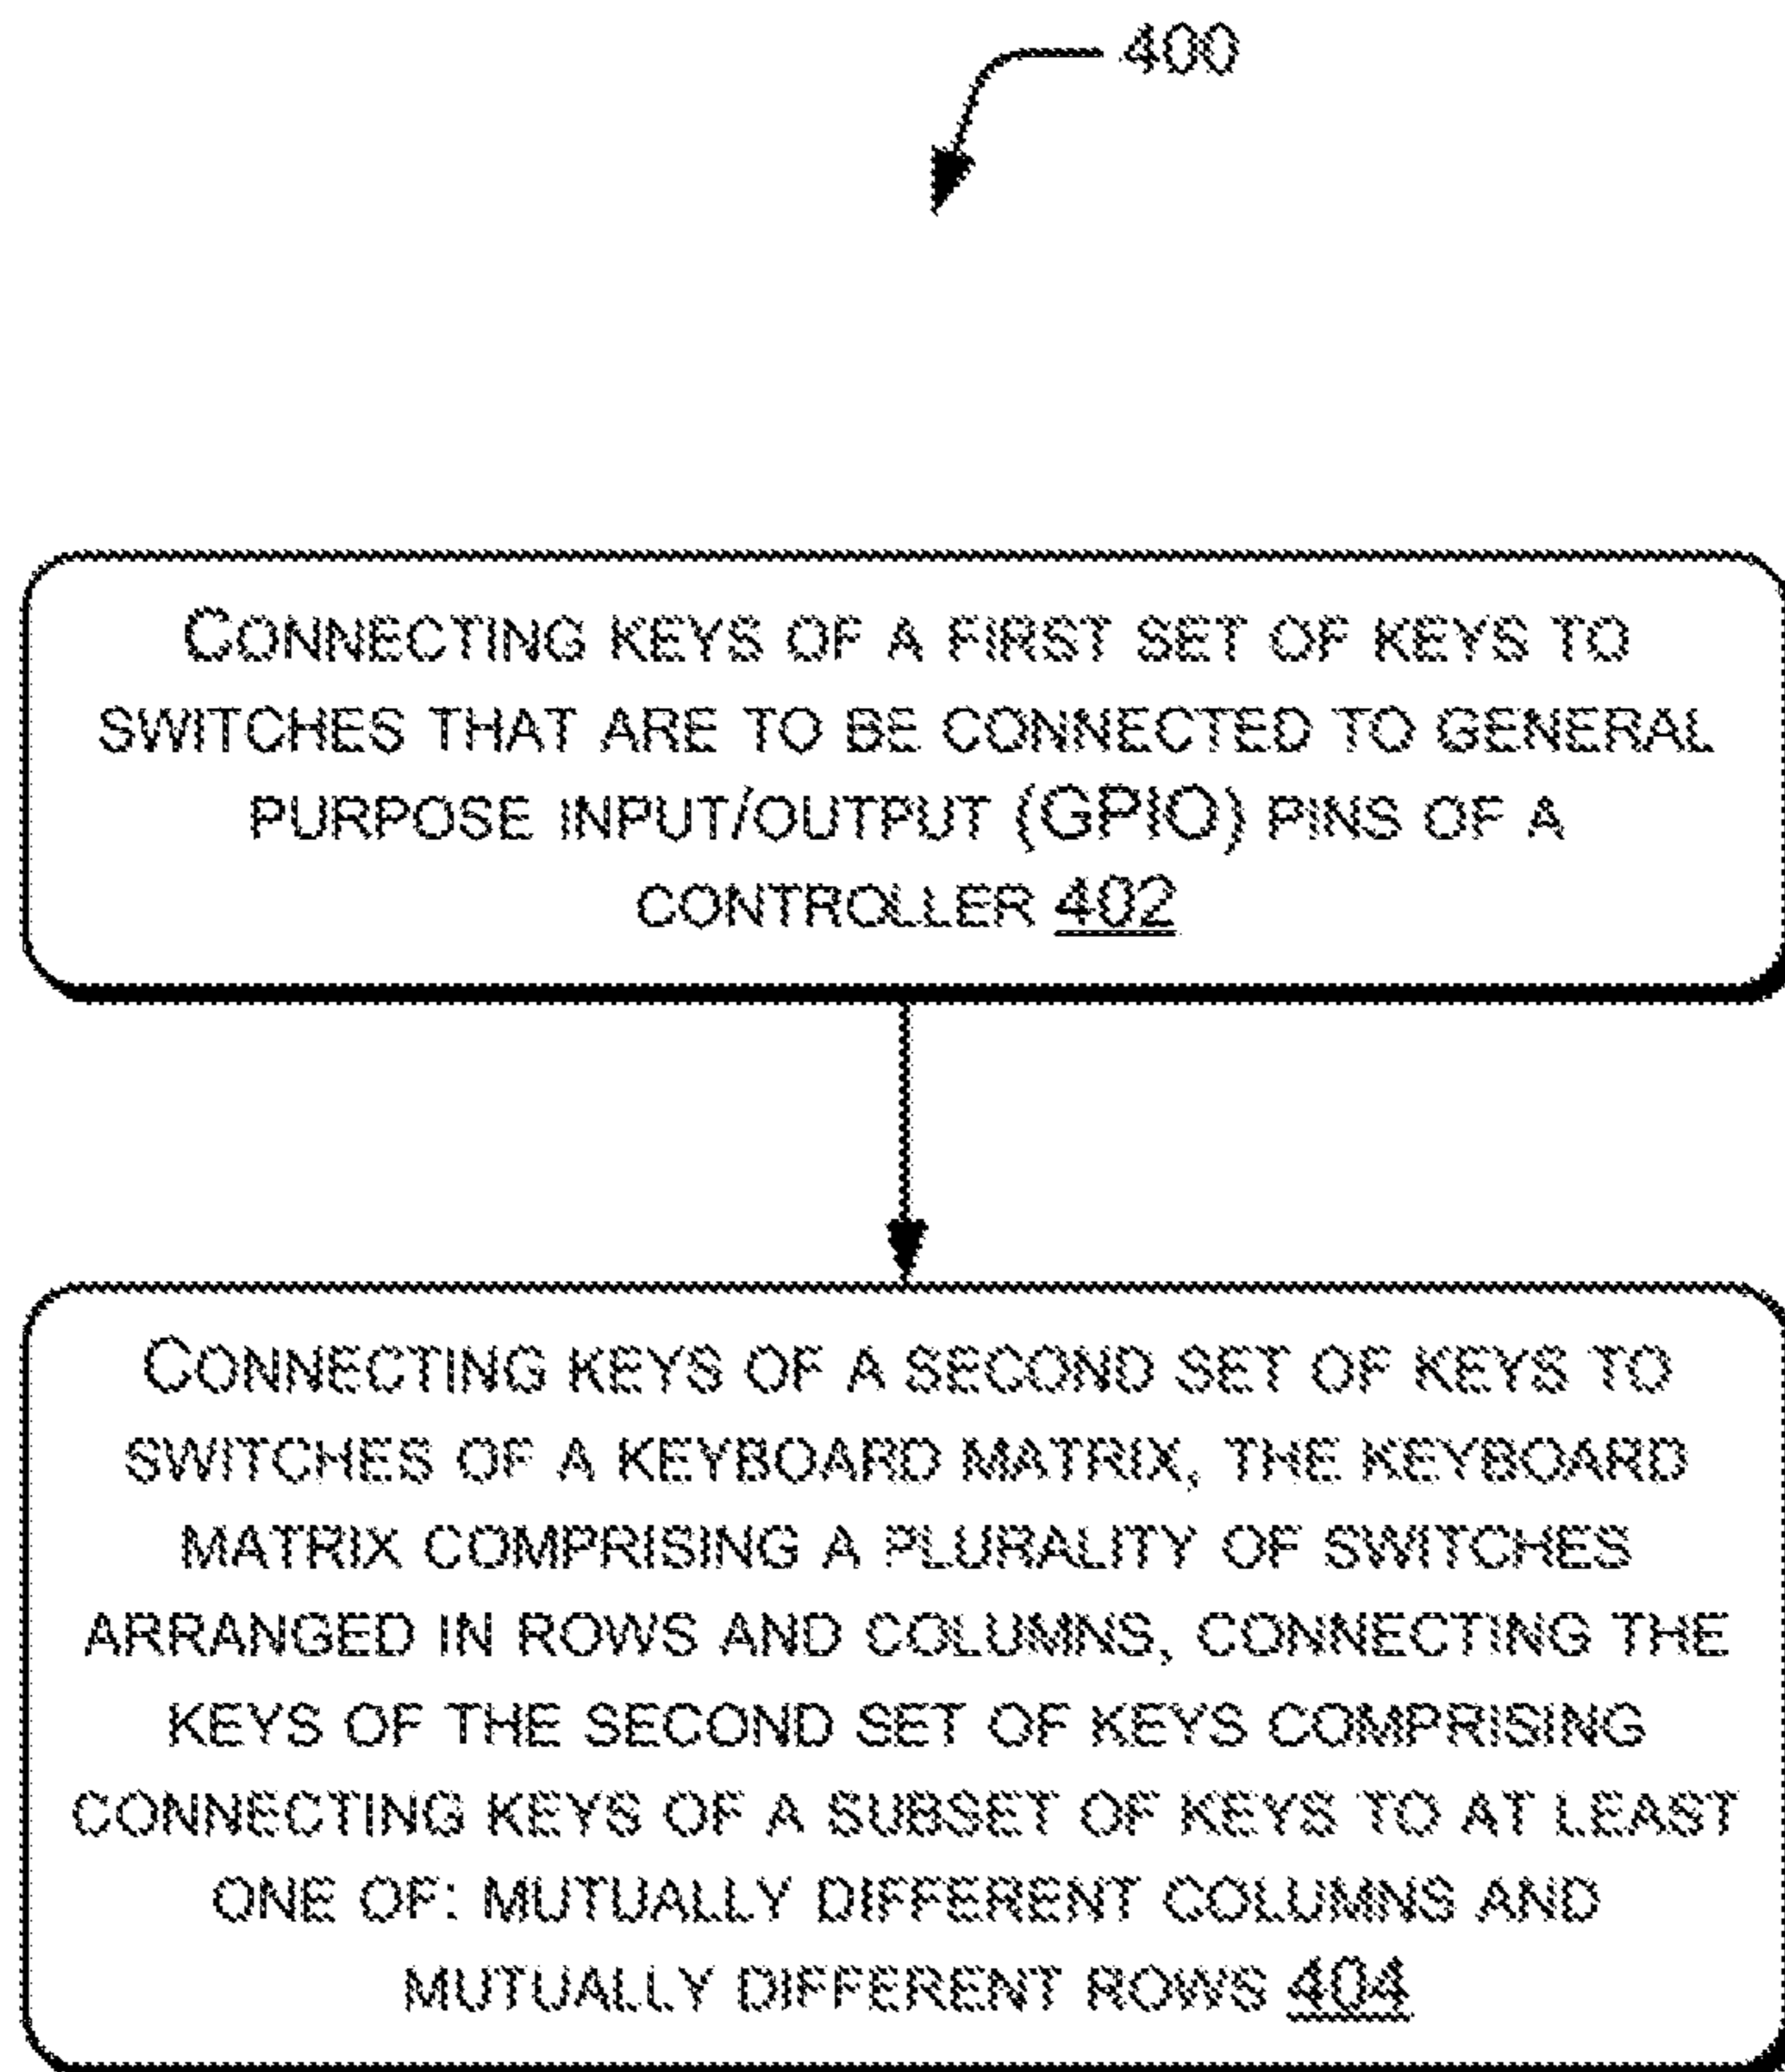 400
CONNECTING KEYS OF A FIRST SET OF KEYS TO
SWITCHES THAT ARE TO BE CONNECTED TO GENERAL
PURPOSE INPUT/OUTPUT (GPIO) PINS OF A
CONTROLLER 402
CONNECTING KEYS OF A SECOND SET OF KEYS TO
SWITCHES OF A KEYBOARD MATRIX, THE KEYBOARD
MATRIX COMPRISING A PLURALITY OF SWITCHES
ARRANGED IN ROWS AND COLUMNS, CONNECTING THE
KEYS OF THE SECOND SET OF KEYS COMPRISING
CONNECTING KEYS OF A SUBSET OF KEYS TO AT LEAST
ONE OF: MUTUALLY DIFFERENT COLUMNS AND
MUTUALLY DIFFERENT ROWS 404